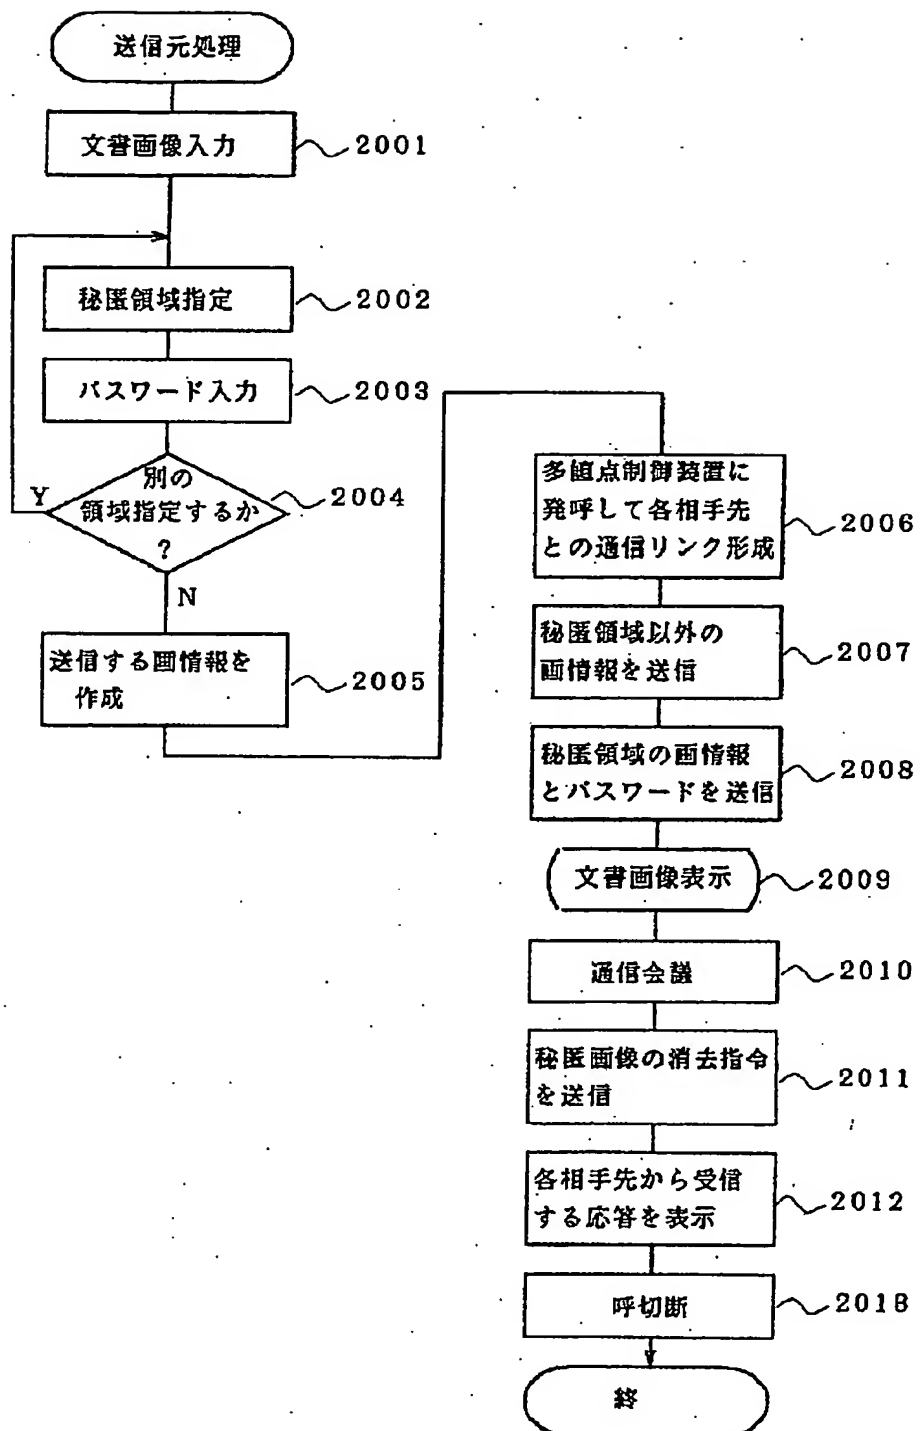 送信元処理
文書画像入力
2001
秘匿領域指定
2002
パスワード入力
2003
別の
領域指定するか
?
2004
Y
N
送信する画情報を
作成
2005
多値点制御装置に
発呼して各相手先
との通信リンク形成
2006
秘匿領域以外の
画情報を送信
2007
秘匿領域の画情報
とパスワードを送信
2008
文書画像表示
2009
通信会議
2010
秘匿画像の消去指令
を送信
2011
各相手先から受信
する応答を表示
2012
呼切断
2013
終